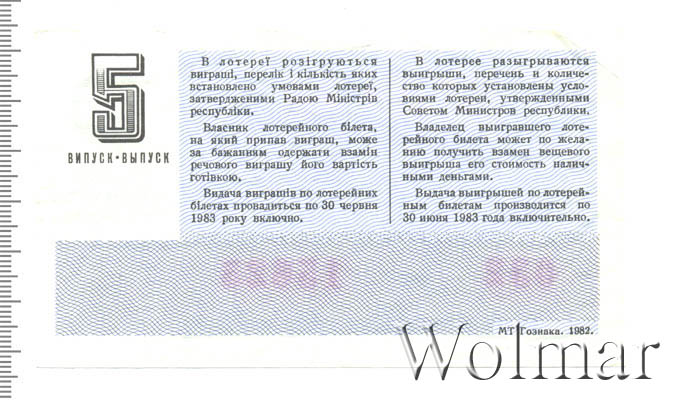 5
ВИПУСК • ВЫПУСК
В лотереї розігруються
виграші, перелік і кількість яких
встановлено умовами лотереї,
затвердженими Радою Міністрів
республіки.
Власник лотерейного білета,
на який припав виграш, може
за бажанням одержати взамін
речового виграшу його вартість
готівкою.
Видача виграшів по лотерейних
білетах провадиться по 30 червня
1983 року включно.
В лотерее разыгрываются
выигрыши, перечень и количе-
ство которых установлены усло-
виями лотереи, утвержденными
Советом Министров республики.
Владелец выигравшего лоте-
рейного билета может по жела-
нию получить взамен вещевого
выигрыша его стоимость налич-
ными деньгами.
Выдача выигрышей по лотерей-
ным билетам производится по
30 июня 1983 года включительно.
МТ Гознака. 1982.
Wolmar